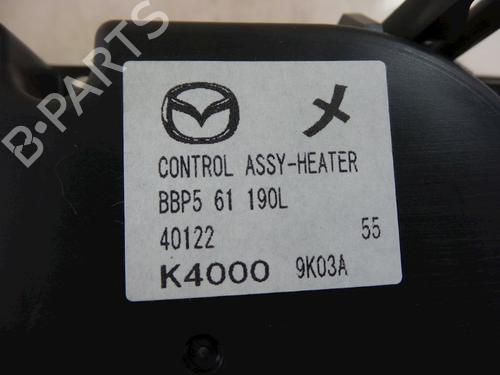 B-PARTS
メ
CONTROL ASSY-HEATER
BBP5 61 190L
40122 55
K4000 9K03A